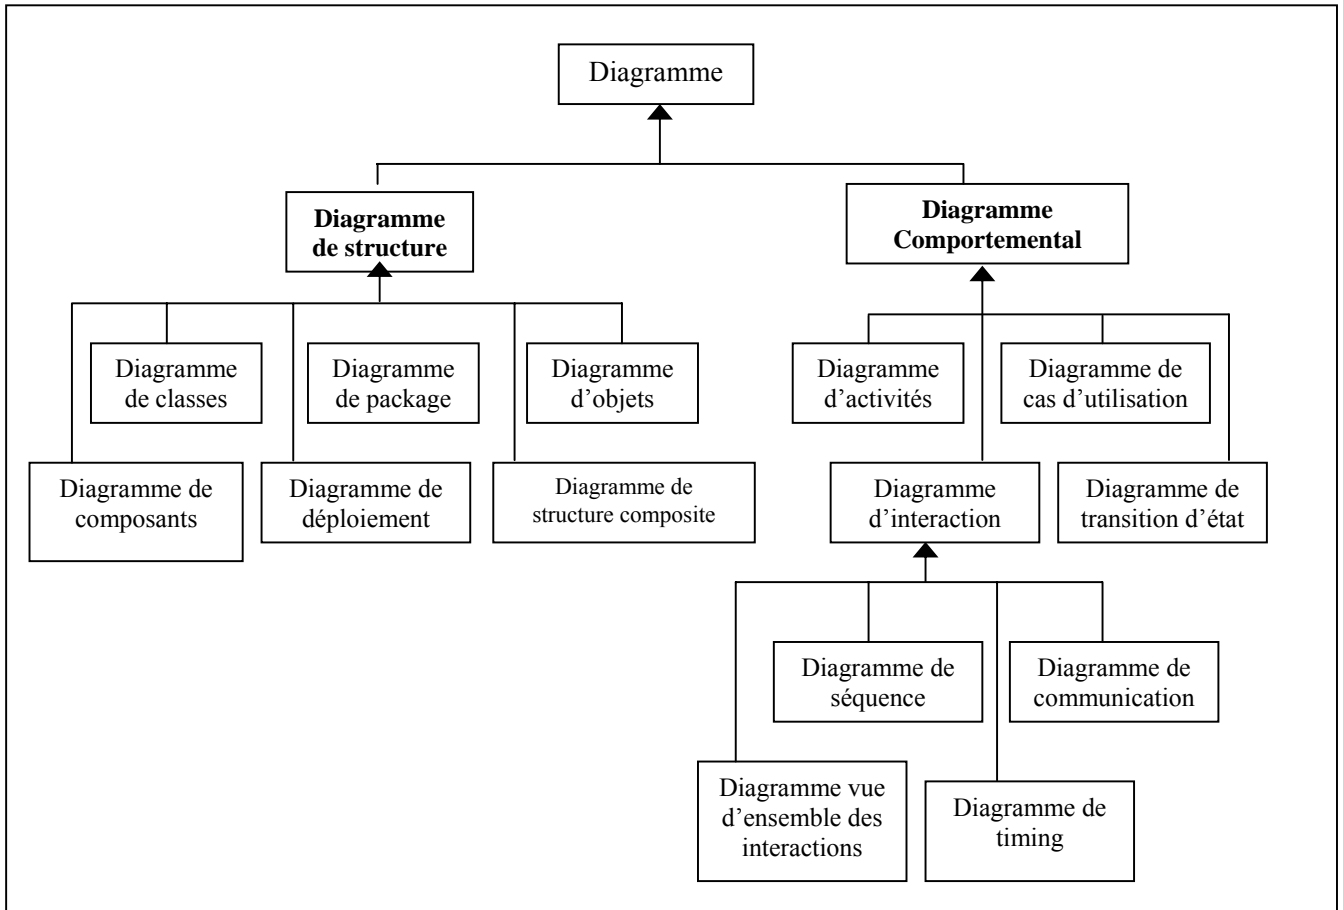 Diagramme
Diagramme
de structure
Diagramme
Comportemental
Diagramme
de classes
Diagramme
de package
Diagramme
d’objets
Diagramme
d’activités
Diagramme de
cas d’utilisation
Diagramme de
composants
Diagramme de
déploiement
Diagramme de
structure composite
Diagramme
d’interaction
Diagramme de
transition d’état
Diagramme de
séquence
Diagramme de
communication
Diagramme vue
d’ensemble des
interactions
Diagramme de
timing